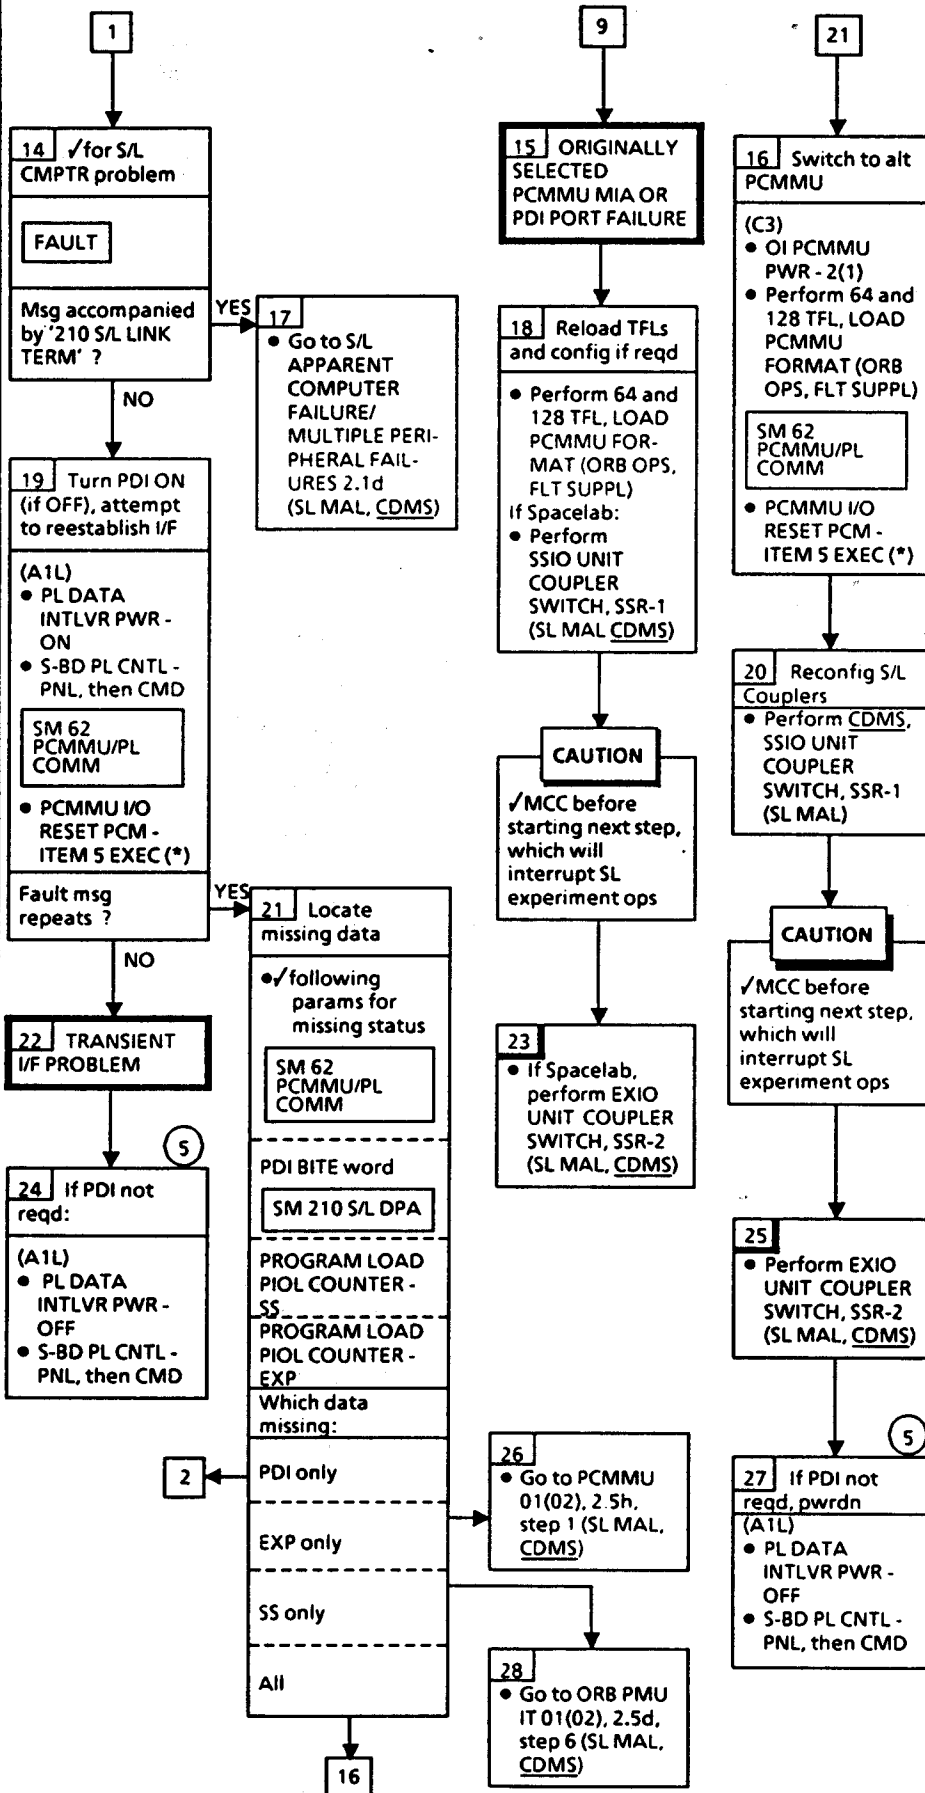 1
14 ✓for S/L
CMPTR problem
FAULT
Msg accompanied
by '210 S/L LINK
TERM' ?
YES
NO
17
● Go to S/L
APPARENT
COMPUTER
FAILURE/
MULTIPLE PERI-
PHERAL FAIL-
URES 2.1d
(SL MAL, CDMS)
19 Turn PDI ON
(if OFF), attempt
to reestablish I/F
(A1L)
● PL DATA
INTLVR PWR -
ON
● S-BD PL CNTL -
PNL, then CMD
SM 62
PCMMU/PL
COMM
● PCMMU I/O
RESET PCM -
ITEM 5 EXEC (*)
Fault msg
repeats ?
YES
NO
22 TRANSIENT
I/F PROBLEM
5
24 If PDI not
reqd:
(A1L)
● PL DATA
INTLVR PWR -
OFF
● S-BD PL CNTL -
PNL, then CMD
21 Locate
missing data
●✓following
params for
missing status
SM 62
PCMMU/PL
COMM
PDI BITE word
SM 210 S/L DPA
PROGRAM LOAD
PIOL COUNTER -
SS
PROGRAM LOAD
PIOL COUNTER -
EXP
Which data
missing:
PDI only
2
EXP only
SS only
All
16
26
● Go to PCMMU
01(02), 2.5h,
step 1 (SL MAL,
CDMS)
28
● Go to ORB PMU
IT 01(02), 2.5d,
step 6 (SL MAL,
CDMS)
9
15 ORIGINALLY
SELECTED
PCMMU MIA OR
PDI PORT FAILURE
18 Reload TFLs
and config if reqd
● Perform 64 and
128 TFL, LOAD
PCMMU FOR-
MAT (ORB OPS,
FLT SUPPL)
If Spacelab:
● Perform
SSIO UNIT
COUPLER
SWITCH, SSR-1
(SL MAL CDMS)
CAUTION
✓MCC before
starting next step,
which will
interrupt SL
experiment ops
23
● If Spacelab,
perform EXIO
UNIT COUPLER
SWITCH, SSR-2
(SL MAL, CDMS)
21
16 Switch to alt
PCMMU
(C3)
● OI PCMMU
PWR - 2(1)
● Perform 64 and
128 TFL, LOAD
PCMMU
FORMAT (ORB
OPS, FLT SUPPL)
SM 62
PCMMU/PL
COMM
● PCMMU I/O
RESET PCM -
ITEM 5 EXEC (*)
20 Reconfig S/L
Couplers
● Perform CDMS,
SSIO UNIT
COUPLER
SWITCH, SSR-1
(SL MAL)
CAUTION
✓MCC before
starting next step,
which will
interrupt SL
experiment ops
25
● Perform EXIO
UNIT COUPLER
SWITCH, SSR-2
(SL MAL, CDMS)
5
27 If PDI not
reqd, pwrdn
(A1L)
● PL DATA
INTLVR PWR -
OFF
● S-BD PL CNTL -
PNL, then CMD